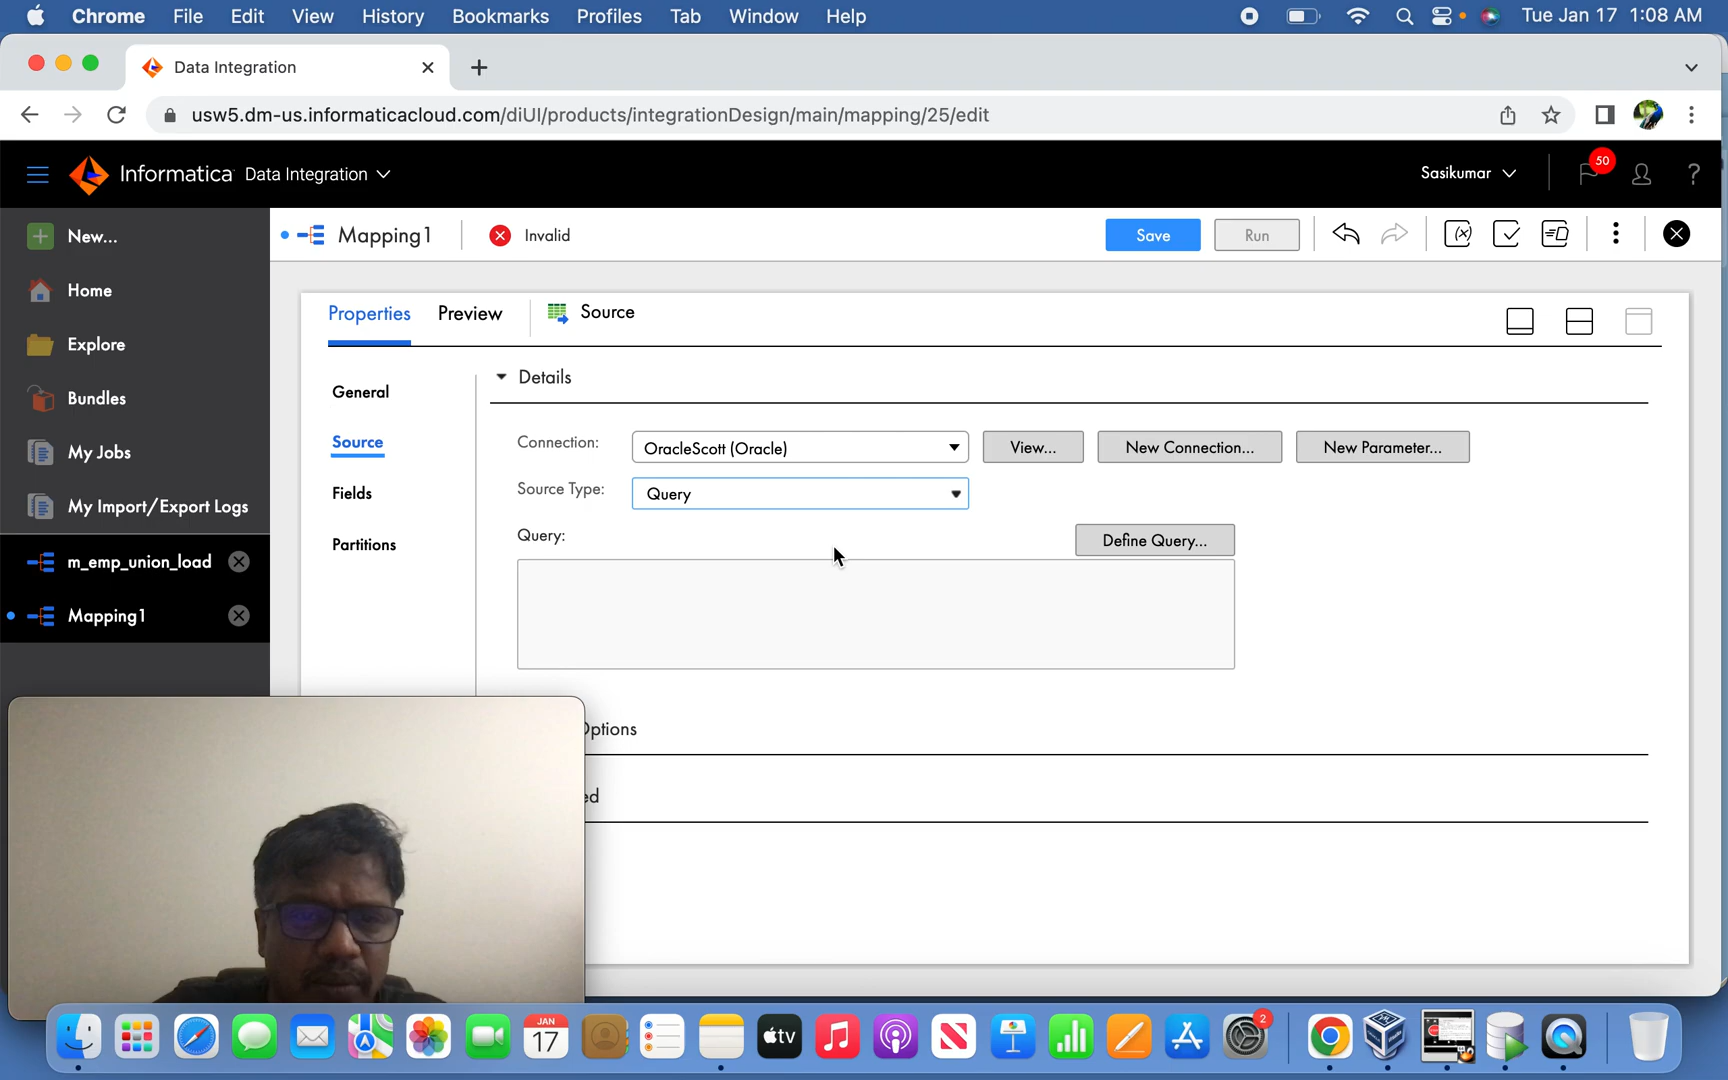 Chrome File Edit View History Bookmarks Profiles Tab Window Help Tue Jan 17 1:08 AM
Data Integration
usw5.dm-us.informaticacloud.com/diUI/products/integrationDesign/main/mapping/25/edit
Informatica Data Integration Sasikumar 50 ?
New... Mapping1 Invalid Save Run
Home
Properties Preview Source
Explore
Details
General
Bundles
Connection: OracleScott (Oracle) View... New Connection... New Parameter...
Source
My Jobs
Source Type: Query
Fields
My Import/Export Logs
Query: Define Query...
Partitions
m_emp_union_load
Mapping1
Options
ed
JAN
17
tv
2